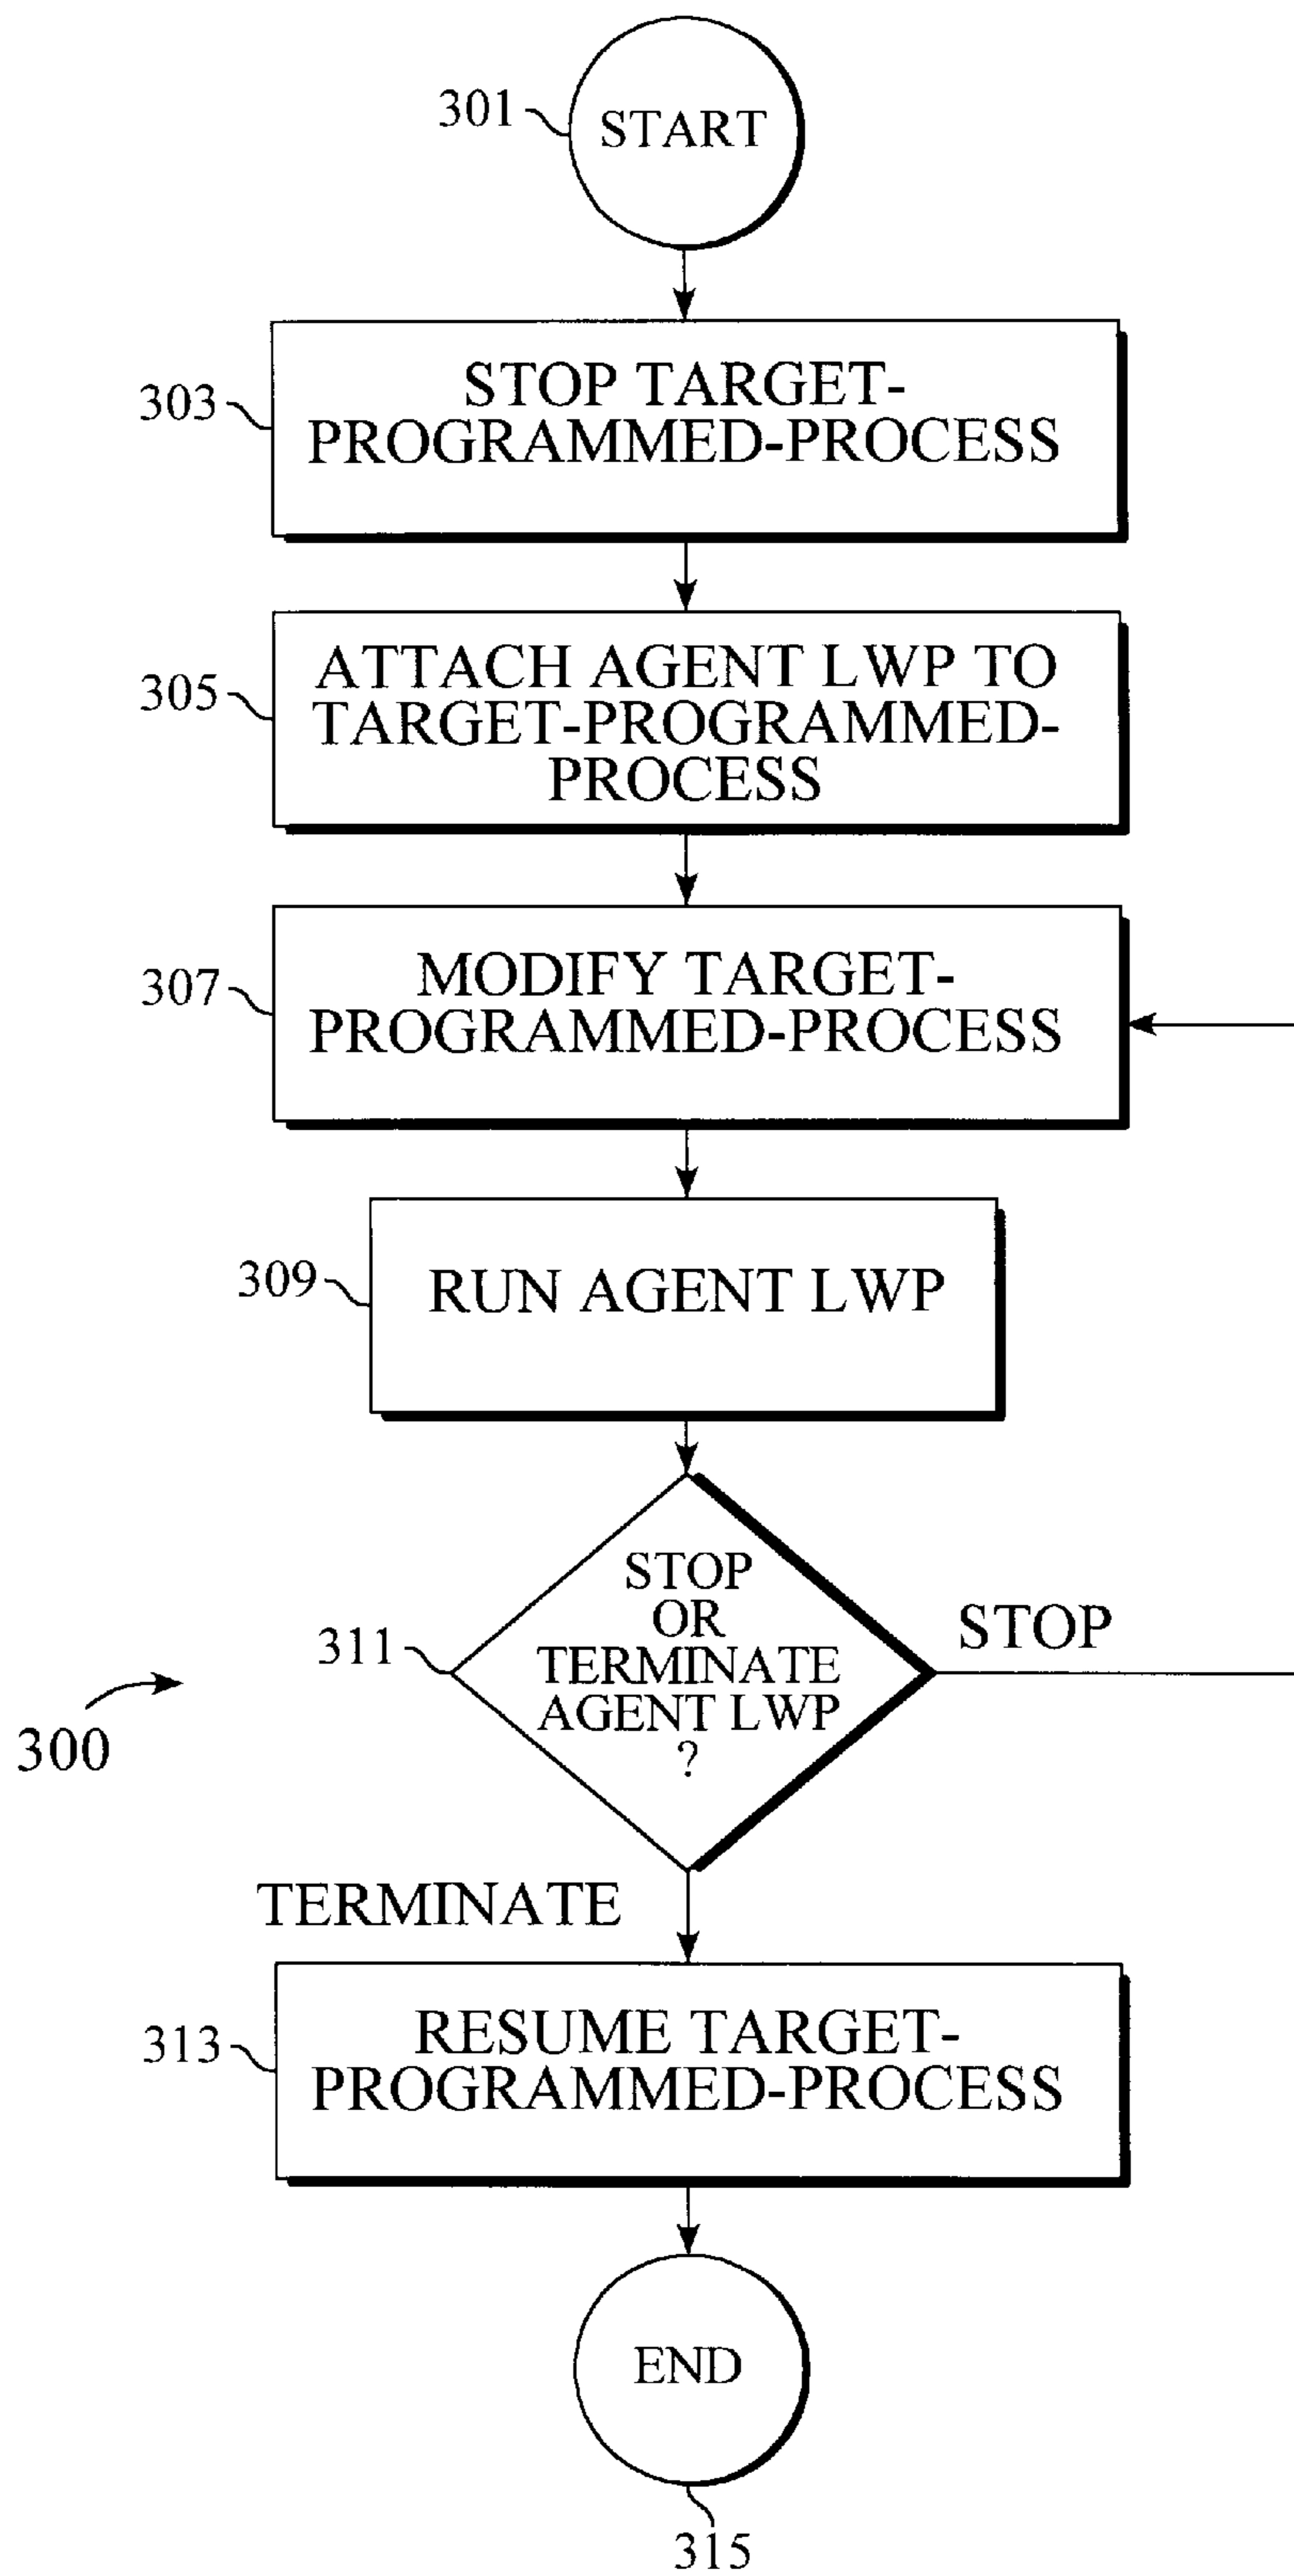 301
START
303
STOP TARGET-
PROGRAMMED-PROCESS
305
ATTACH AGENT LWP TO
TARGET-PROGRAMMED-
PROCESS
307
MODIFY TARGET-
PROGRAMMED-PROCESS
309
RUN AGENT LWP
311
STOP
OR
TERMINATE
AGENT LWP
?
STOP
300
TERMINATE
313
RESUME TARGET-
PROGRAMMED-PROCESS
END
315